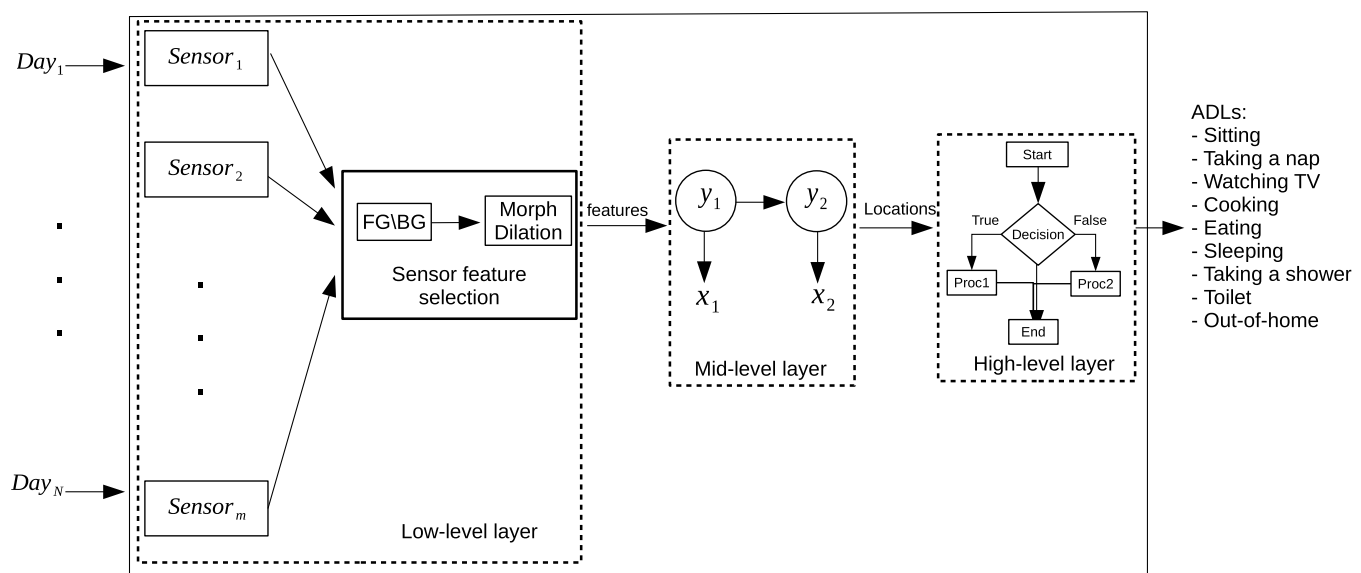 Day1
DayN
Sensor1
Sensor2
Sensorm
FG\BG
Morph
Dilation
Sensor feature
selection
Low-level layer
features
y1
y2
x1
x2
Mid-level layer
Locations
Start
True
False
Decision
Proc1
Proc2
End
High-level layer
ADLs:
- Sitting
- Taking a nap
- Watching TV
- Cooking
- Eating
- Sleeping
- Taking a shower
- Toilet
- Out-of-home